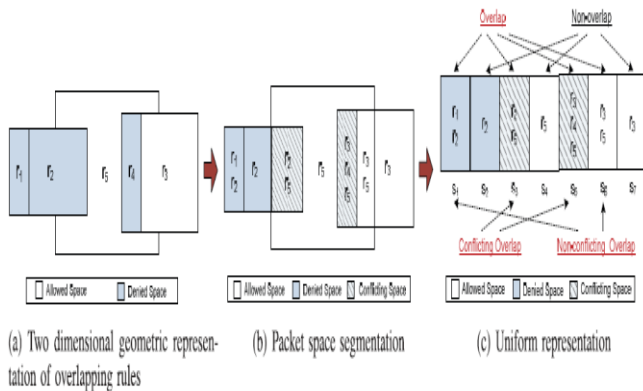 Overlap
Non-overlap
r1
r2
r5
r4
r3
r1
r2
r2
r2
r5
r5
r3
r4
r5
r3
r5
r3
r1
r2
r2
r2
r5
r5
r3
r4
r5
r3
r5
r3
s1
s3
s4
s5
s6
s7
Conflicting Overlap
Non-conflicting Overlap
Allowed Space
Denied Space
Allowed Space
Denied Space
Conflicting Space
Allowed Space
Denied Space
Conflicting Space
(a) Two dimensional geometric represen-
tation of overlapping rules
(b) Packet space segmentation
(c) Uniform representation